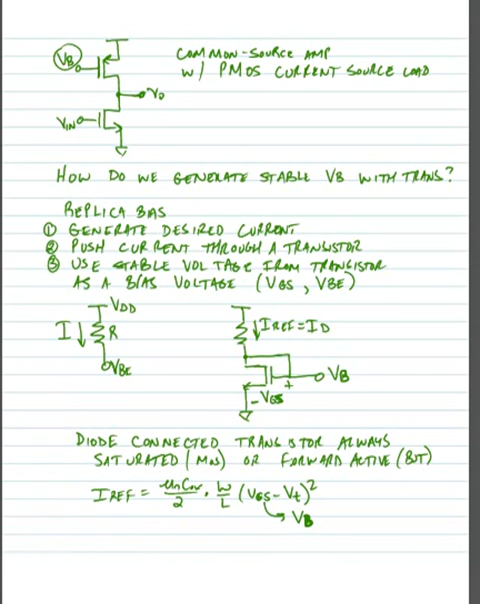 VB
COMMON-SOURCE AMP
W/ PMOS CURRENT SOURCE LOAD
Vo
VIN
HOW DO WE GENERATE STABLE VB WITH TRANS?
REPLICA BIAS
① GENERATE DESIRED CURRENT
② PUSH CURRENT THROUGH A TRANSISTOR
③ USE STABLE VOLTAGE FROM TRANSISTOR
AS A BIAS VOLTAGE (VGS, VBE)
VDD
I R
VBE
IREF = ID
VB
+
- VGS
DIODE CONNECTED TRANSISTOR ALWAYS
SATURATED (MOS) OR FORWARD ACTIVE (BJT)
IREF = UnCox/2 · W/L (VGS - Vt)²
VB